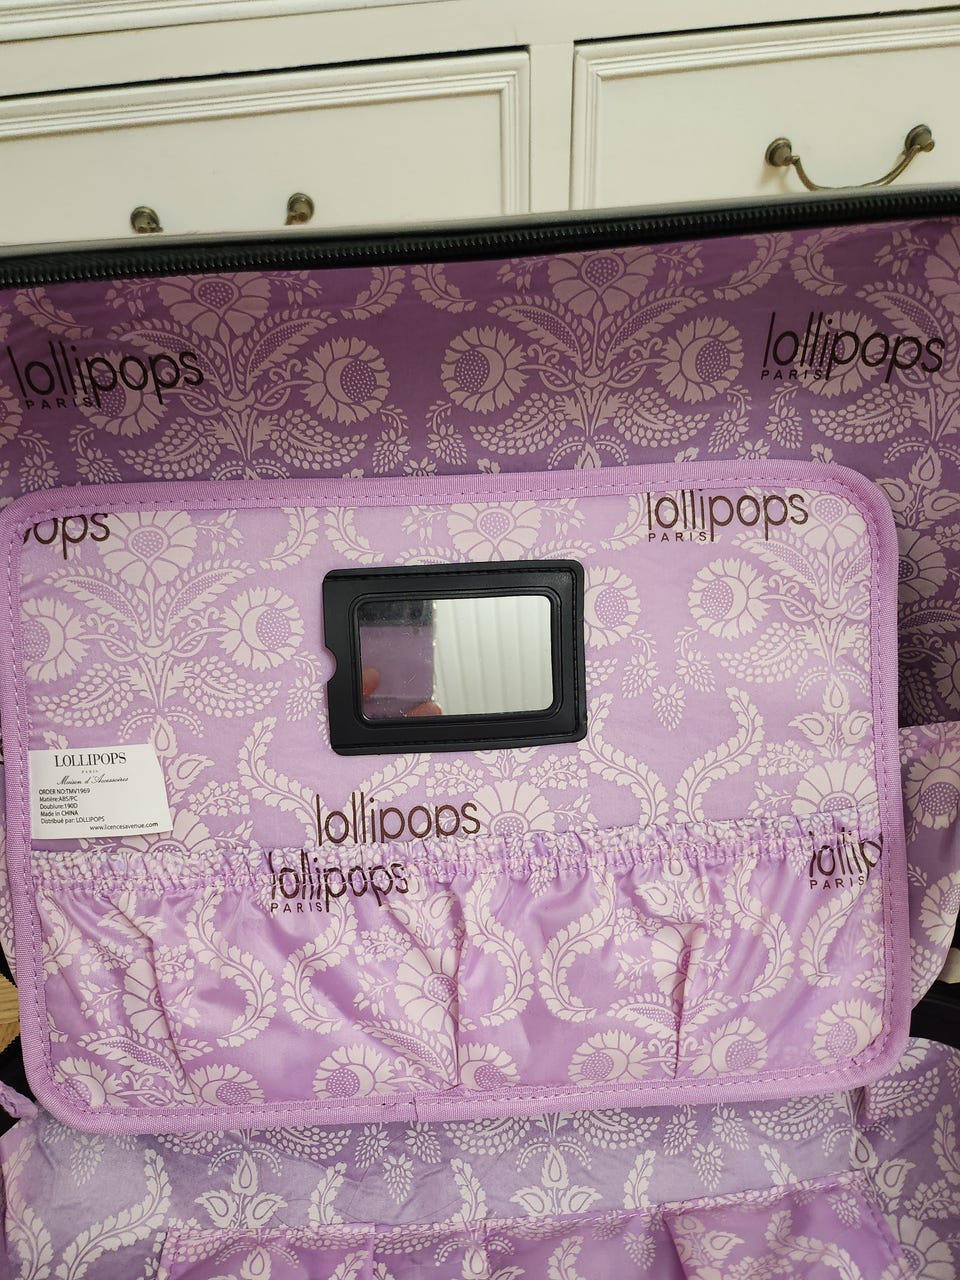 lollipops
PARIS
lollipops
PARIS
ops
lollipops
PARIS
LOLLIPOPS
PARIS
Maison d'Accessoires
ORDER NO:TMV1969
Matière:ABS/PC
Doublure:190D
Made in CHINA
Distribué par: LOLLIPOPS
www.licencesavenue.com
lollipops
lollipops
PARIS
lollip
PARIS